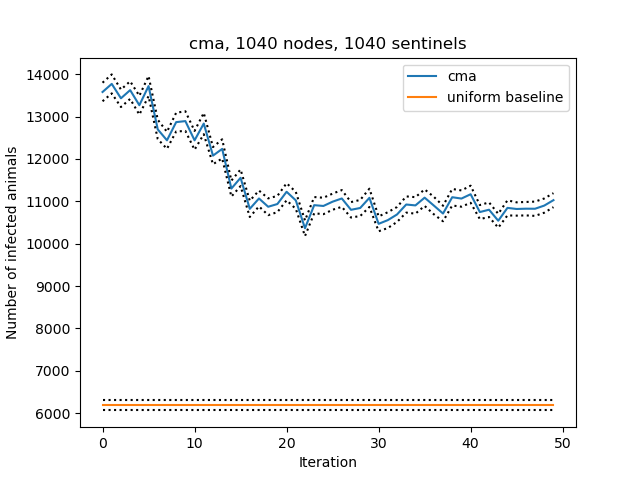 cma, 1040 nodes, 1040 sentinels
cma
uniform baseline
Number of infected animals
14000
13000
12000
11000
10000
9000
8000
7000
6000
0 10 20 30 40 50
Iteration